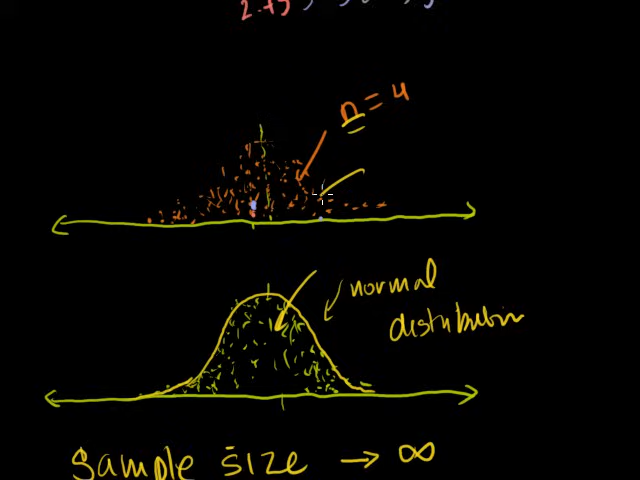 n = 4
normal
distribution
sample size → ∞